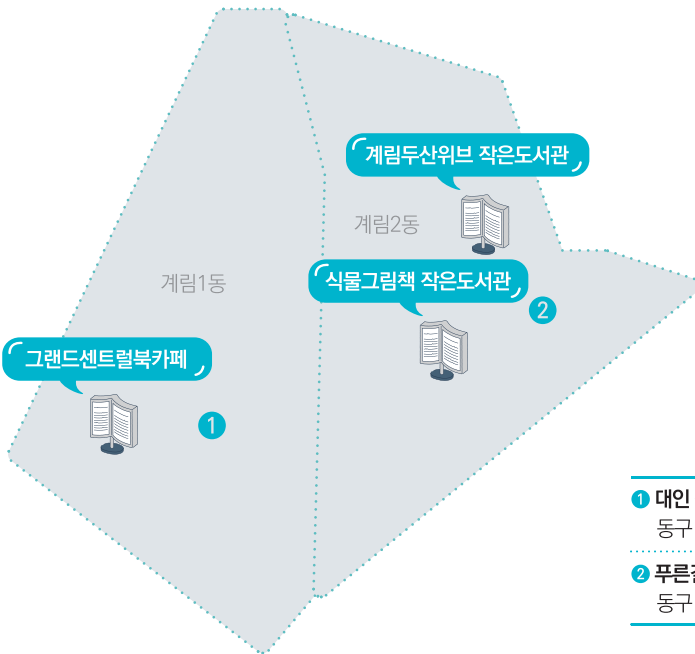 계림두산위브 작은도서관
계림2동
식물그림책 작은도서관
계림1동
2
그랜드센트럴북카페
1
1 대인
동구
2 푸른
동구